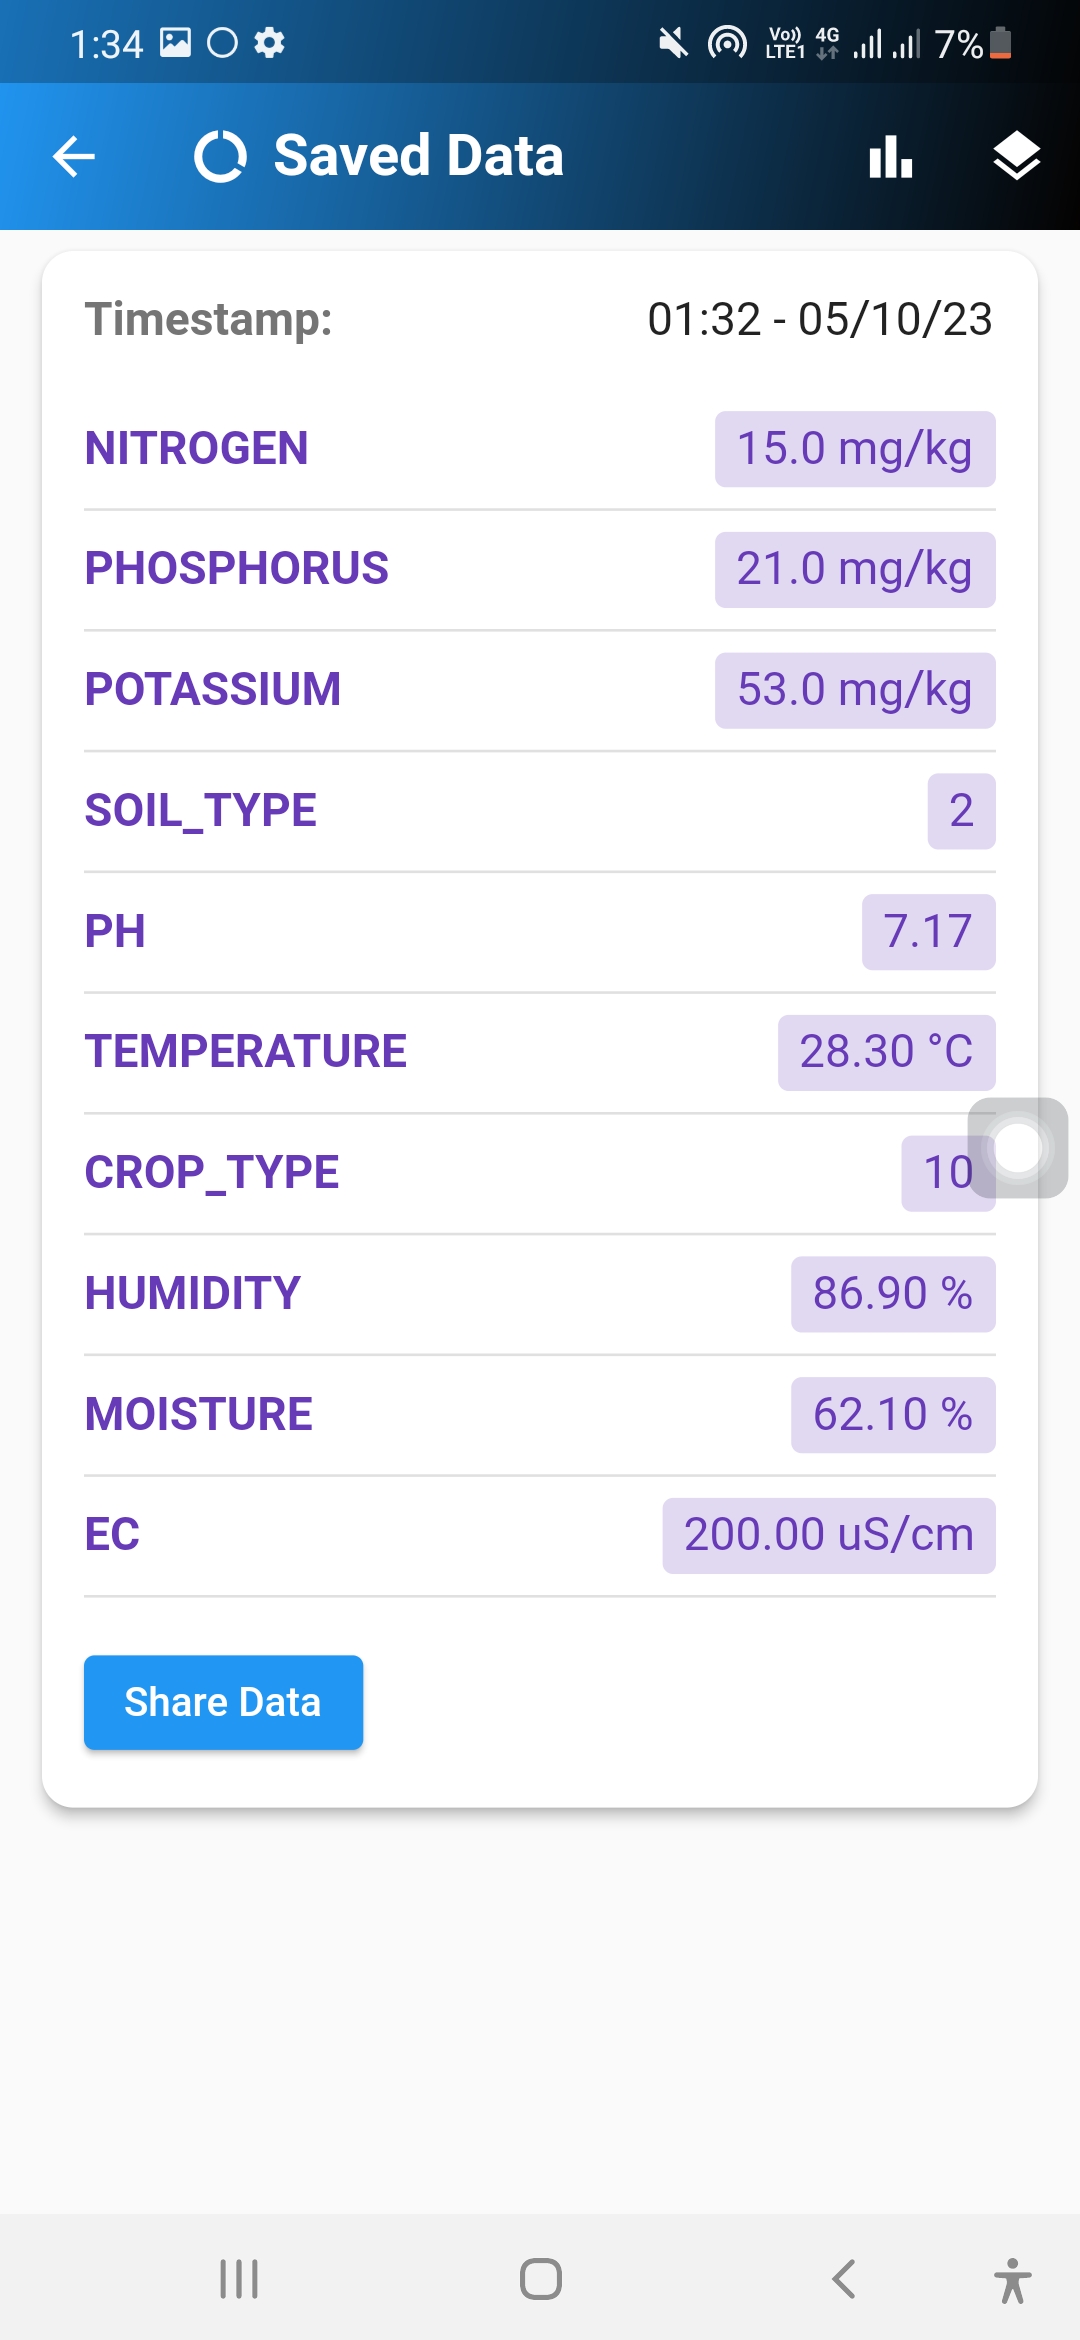 1:34 Vo)) LTE1 4G 7%
Saved Data
Timestamp: 01:32 - 05/10/23
NITROGEN 15.0 mg/kg
PHOSPHORUS 21.0 mg/kg
POTASSIUM 53.0 mg/kg
SOIL_TYPE 2
PH 7.17
TEMPERATURE 28.30 °C
CROP_TYPE 10
HUMIDITY 86.90 %
MOISTURE 62.10 %
EC 200.00 uS/cm
Share Data